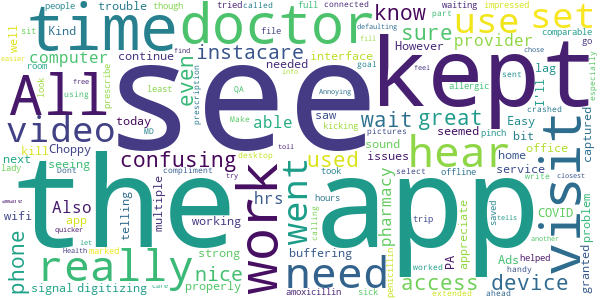 people trouble tried called full connected
part though sit Kind time doctor use set
waiting impressed file
All instacare sure know provider
computer interface However defaulting fill
well continue needed comparable go
goal
even see kept
least room look free using
prescription prescribe find info
QA Annoying MD Make
video today able
wait great I'll lag crashed especially
Easy sent allergic chose feel
saw seemed bit pinch captured
kicking
kill Choppy
next confusing used hear home office
sound pictures
lady Dont seeing desktop issues service easier
compliment toll
Also try hrs
took select offline visit
wifi app telling multiple
the app work went
hours write closest
pharmacy trip saved tells
COVID problem
phone working calling
appreciate
really need access
buffering penicillin PA Ads helped granted
strong properly
signal digitizing nice device
worked handy another
let
quicker Health marked amoxicillin sick extended ahead